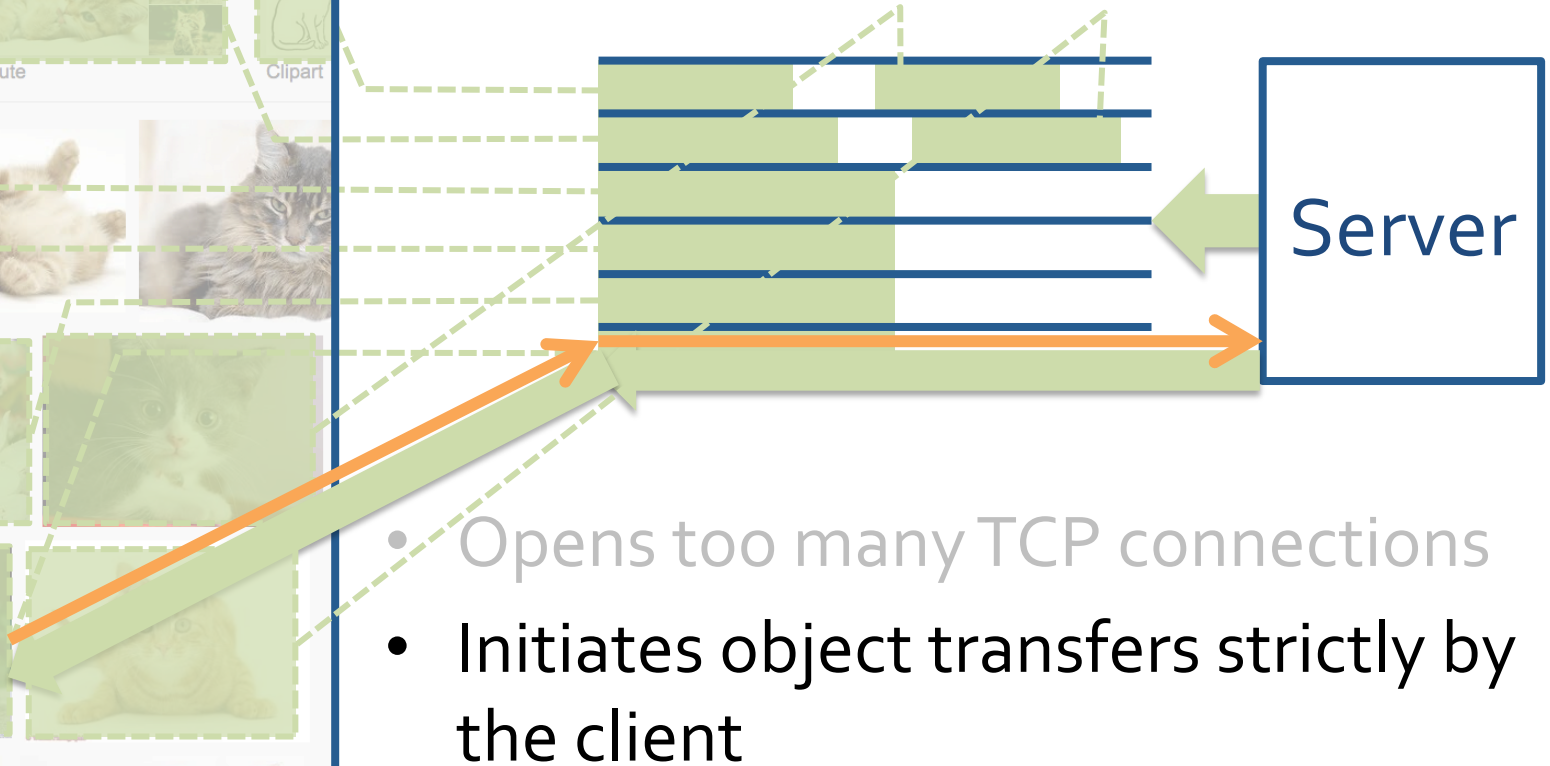 Clipart
Server
• Opens too many TCP connections
• Initiates object transfers strictly by
the client